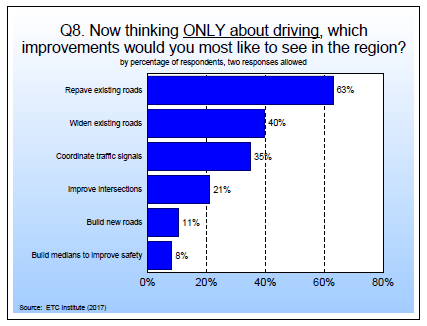 Q8. Now thinking ONLY about driving, which
improvements would you most like to see in the region?
by percentage of respondents, two responses allowed
Repave existing roads 63%
Widen existing roads 40%
Coordinate traffic signals 35%
Improve intersections 21%
Build new roads 11%
Build medians to improve safety 8%
0% 20% 40% 60% 80%
Source: ETC Institute (2017)